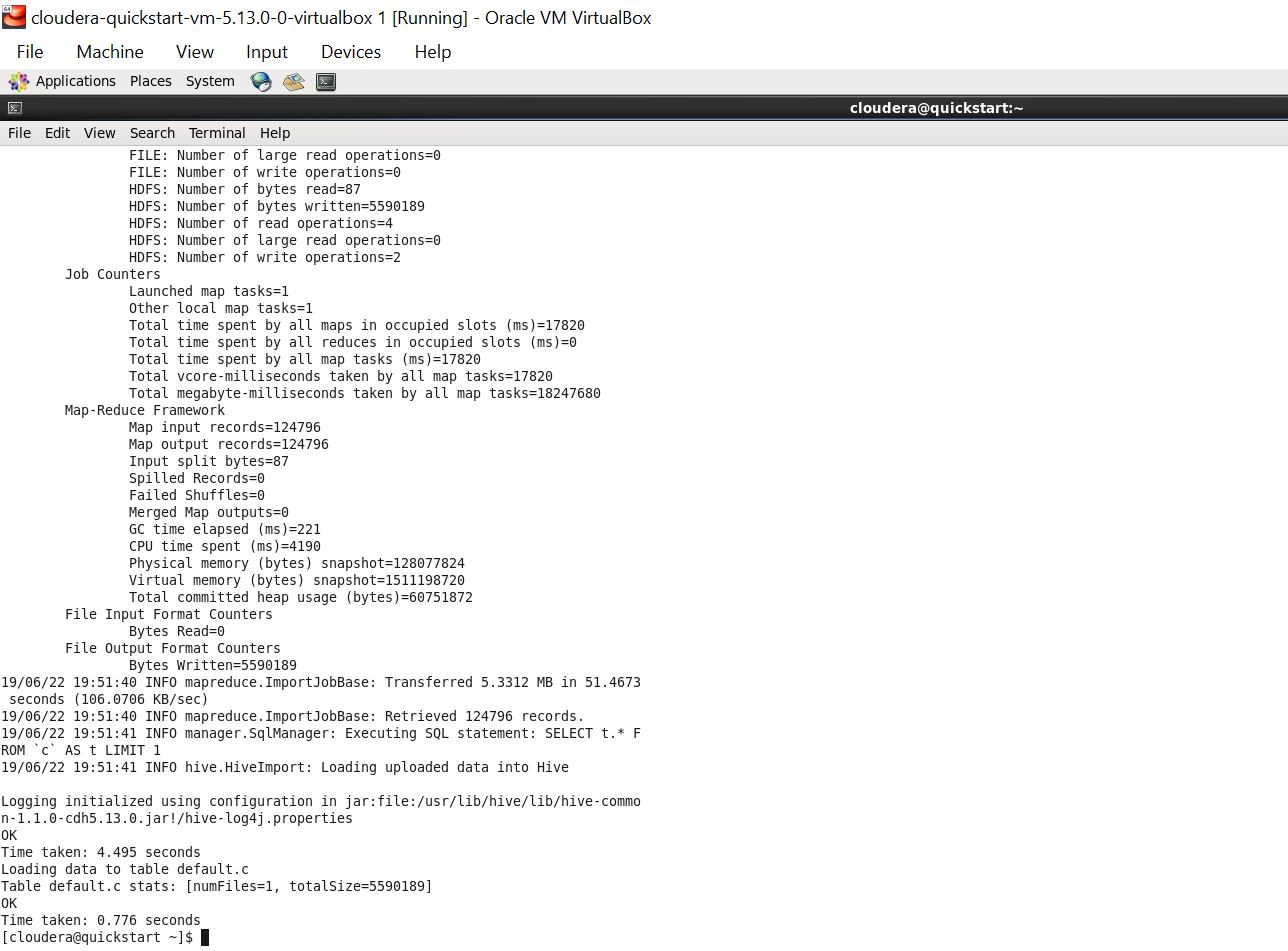 cloudera-quickstart-vm-5.13.0-0-virtualbox 1 [Running] - Oracle VM VirtualBox
File Machine View Input Devices Help
Applications Places System
cloudera@quickstart:~
File Edit View Search Terminal Help
FILE: Number of large read operations=0
FILE: Number of write operations=0
HDFS: Number of bytes read=87
HDFS: Number of bytes written=5590189
HDFS: Number of read operations=4
HDFS: Number of large read operations=0
HDFS: Number of write operations=2
Job Counters
Launched map tasks=1
Other local map tasks=1
Total time spent by all maps in occupied slots (ms)=17820
Total time spent by all reduces in occupied slots (ms)=0
Total time spent by all map tasks (ms)=17820
Total vcore-milliseconds taken by all map tasks=17820
Total megabyte-milliseconds taken by all map tasks=18247680
Map-Reduce Framework
Map input records=124796
Map output records=124796
Input split bytes=87
Spilled Records=0
Failed Shuffles=0
Merged Map outputs=0
GC time elapsed (ms)=221
CPU time spent (ms)=4190
Physical memory (bytes) snapshot=128077824
Virtual memory (bytes) snapshot=1511198720
Total committed heap usage (bytes)=60751872
File Input Format Counters
Bytes Read=0
File Output Format Counters
Bytes Written=5590189
19/06/22 19:51:40 INFO mapreduce.ImportJobBase: Transferred 5.3312 MB in 51.4673
seconds (106.0706 KB/sec)
19/06/22 19:51:40 INFO mapreduce.ImportJobBase: Retrieved 124796 records.
19/06/22 19:51:41 INFO manager.SqlManager: Executing SQL statement: SELECT t.* F
ROM `c` AS t LIMIT 1
19/06/22 19:51:41 INFO hive.HiveImport: Loading uploaded data into Hive
Logging initialized using configuration in jar:file:/usr/lib/hive/lib/hive-commo
n-1.1.0-cdh5.13.0.jar!/hive-log4j.properties
OK
Time taken: 4.495 seconds
Loading data to table default.c
Table default.c stats: [numFiles=1, totalSize=5590189]
OK
Time taken: 0.776 seconds
[cloudera@quickstart ~]$